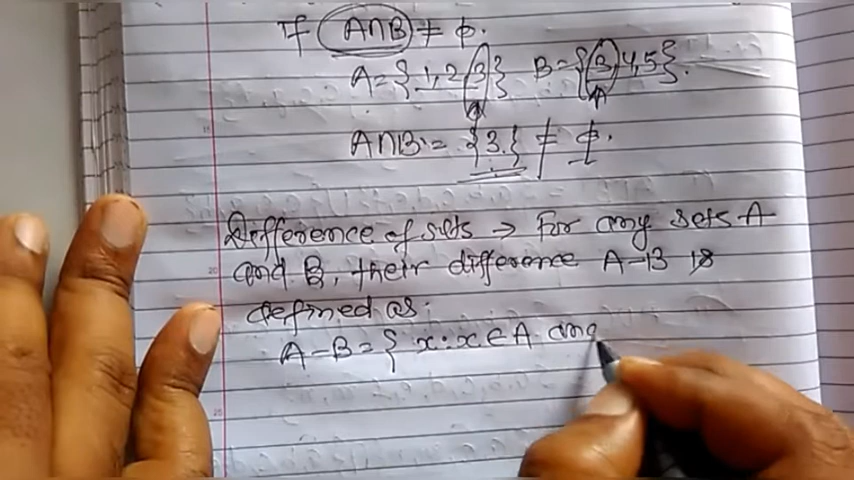 If A∩B ≠ ϕ.
A = {1,2,3} B = {3,4,5}.
A∩B = {3.} ≠ ϕ.
Difference of sets → For any sets A
and B, their difference A-B is
defined as.
A-B = { x : x ∈ A and